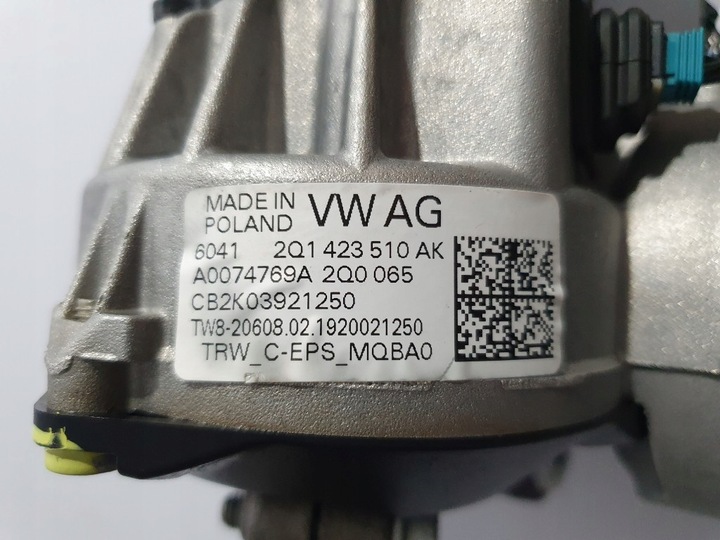 MADE IN
POLAND VW AG
6041 2Q1 423 510 AK
A0074769A 2Q0 065
CB2K03921250
TW8-20608.02.1920021250
TRW_C-EPS_MQBA0